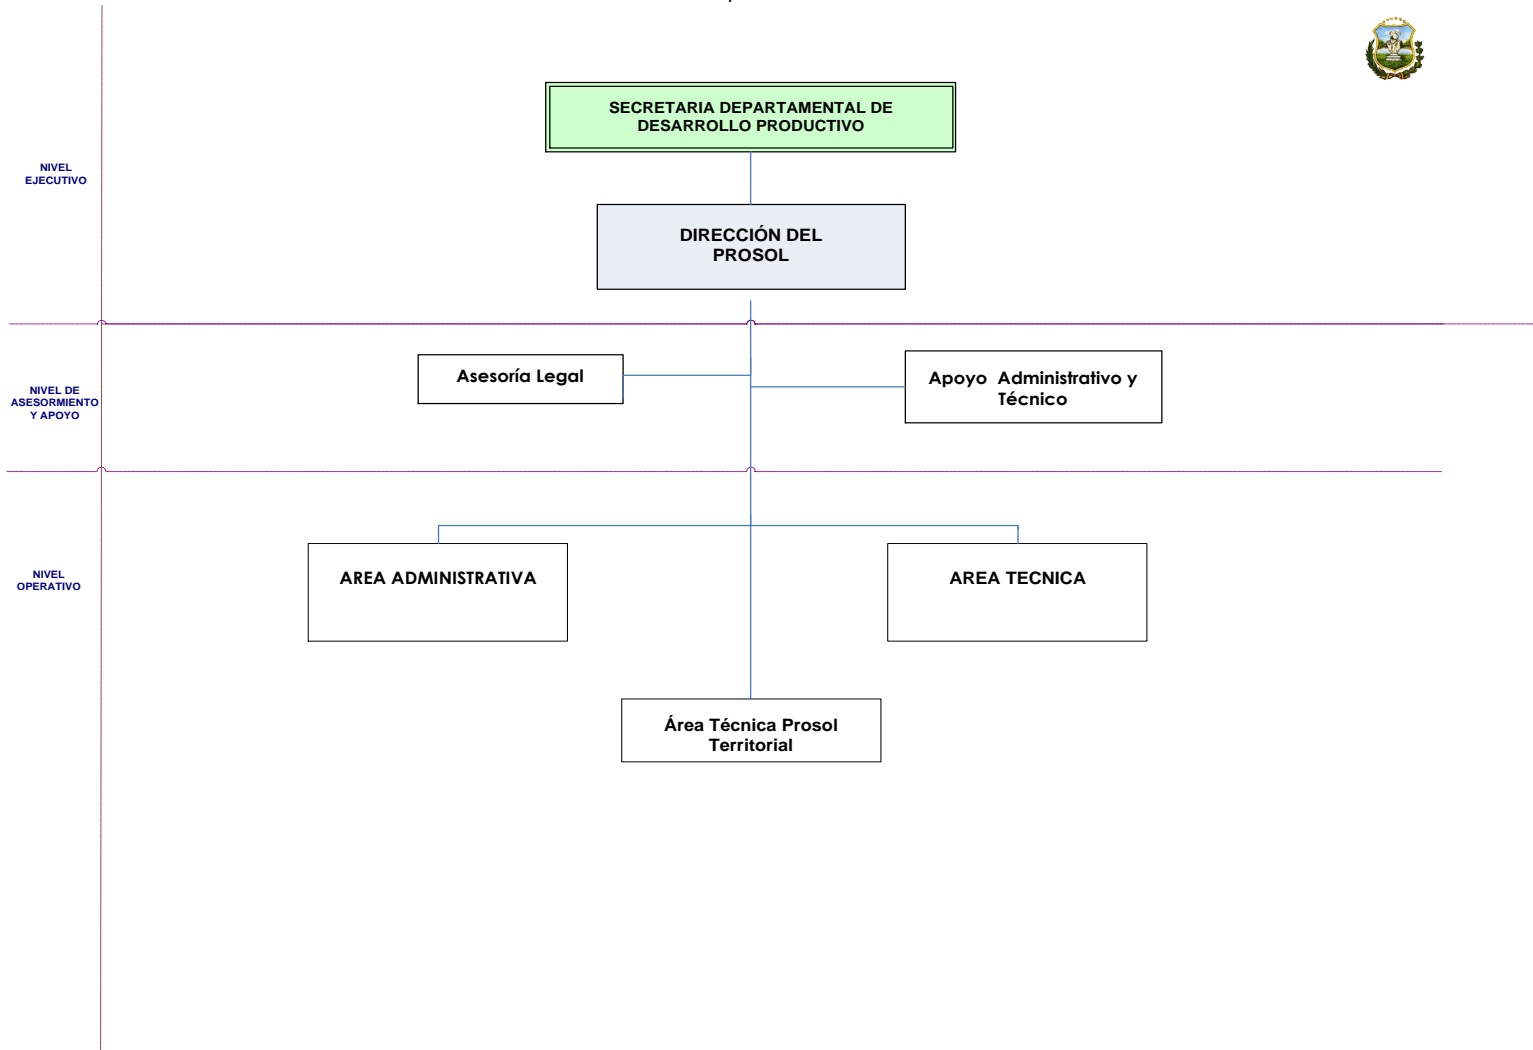 SECRETARIA DEPARTAMENTAL DE
DESARROLLO PRODUCTIVO
NIVEL
EJECUTIVO
DIRECCIÓN DEL
PROSOL
Asesoría Legal
Apoyo Administrativo y
Técnico
NIVEL DE
ASESORMIENTO
Y APOYO
AREA ADMINISTRATIVA
AREA TECNICA
NIVEL
OPERATIVO
Área Técnica Prosol
Territorial